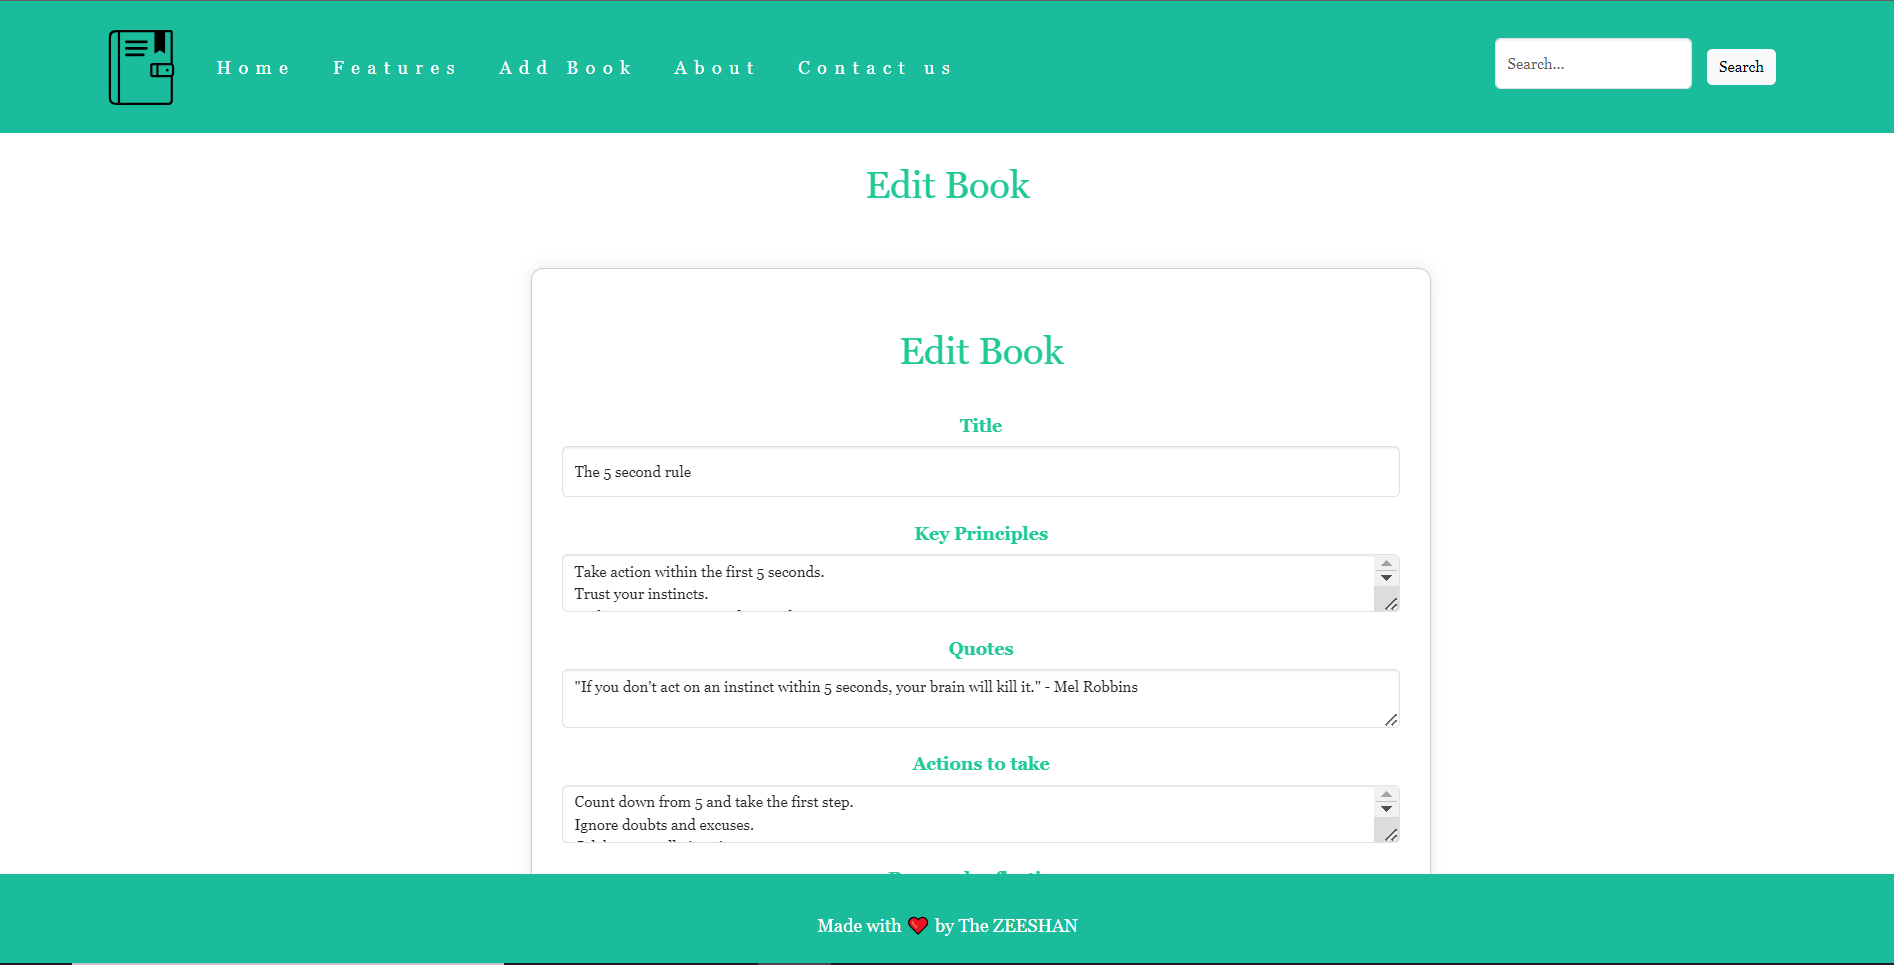 Home Features Add Book About Contact us Search... Search
Edit Book
Edit Book
Title
The 5 second rule
Key Principles
Take action within the first 5 seconds.
Trust your instincts.
Quotes
"If you don't act on an instinct within 5 seconds, your brain will kill it." - Mel Robbins
Actions to take
Count down from 5 and take the first step.
Ignore doubts and excuses.
Made with ❤ by The ZEESHAN